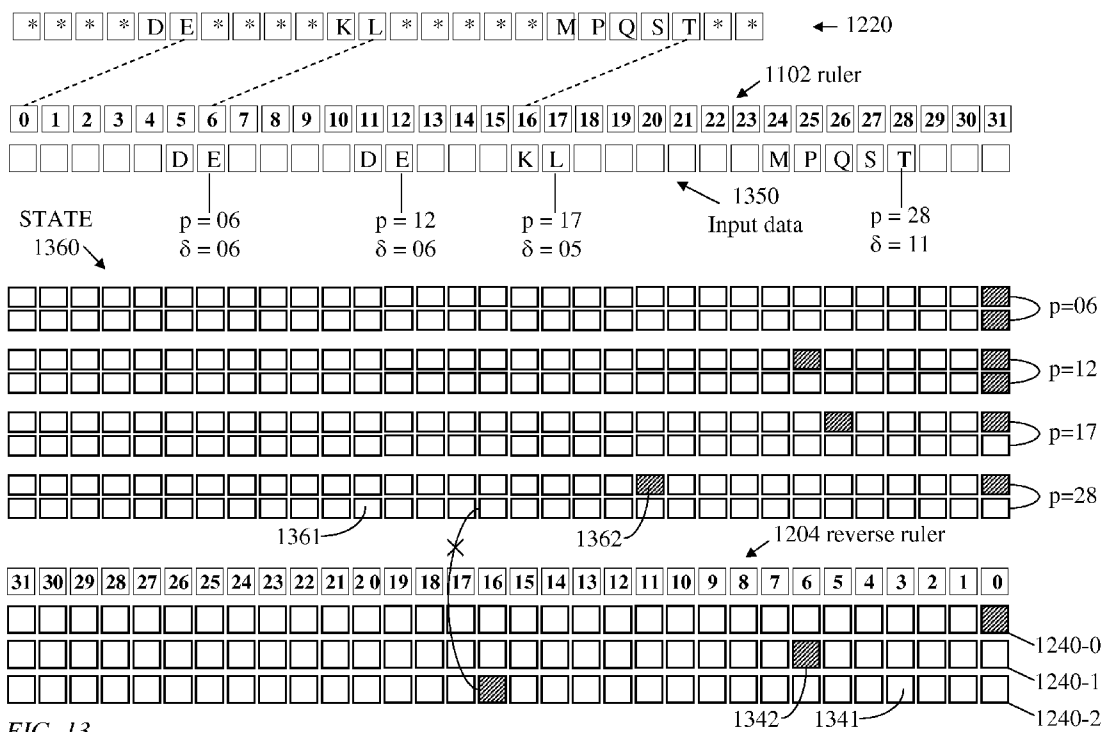 * * * * D E * * * * K L * * * * * M P Q S T * * 1220
1102 ruler
0 1 2 3 4 5 6 7 8 9 10 11 12 13 14 15 16 17 18 19 20 21 22 23 24 25 26 27 28 29 30 31
D E D E K L M P Q S T
STATE 1360
p = 06
δ = 06
p = 12
δ = 06
p = 17
δ = 05
1350
Input data
p = 28
δ = 11
p=06
p=12
p=17
p=28
1361 1362
1204 reverse ruler
31 30 29 28 27 26 25 24 23 22 21 2 0 19 18 17 16 15 14 13 12 11 10 9 8 7 6 5 4 3 2 1 0
1240-0
1240-1
1342 1341 1240-2
FIG. 13